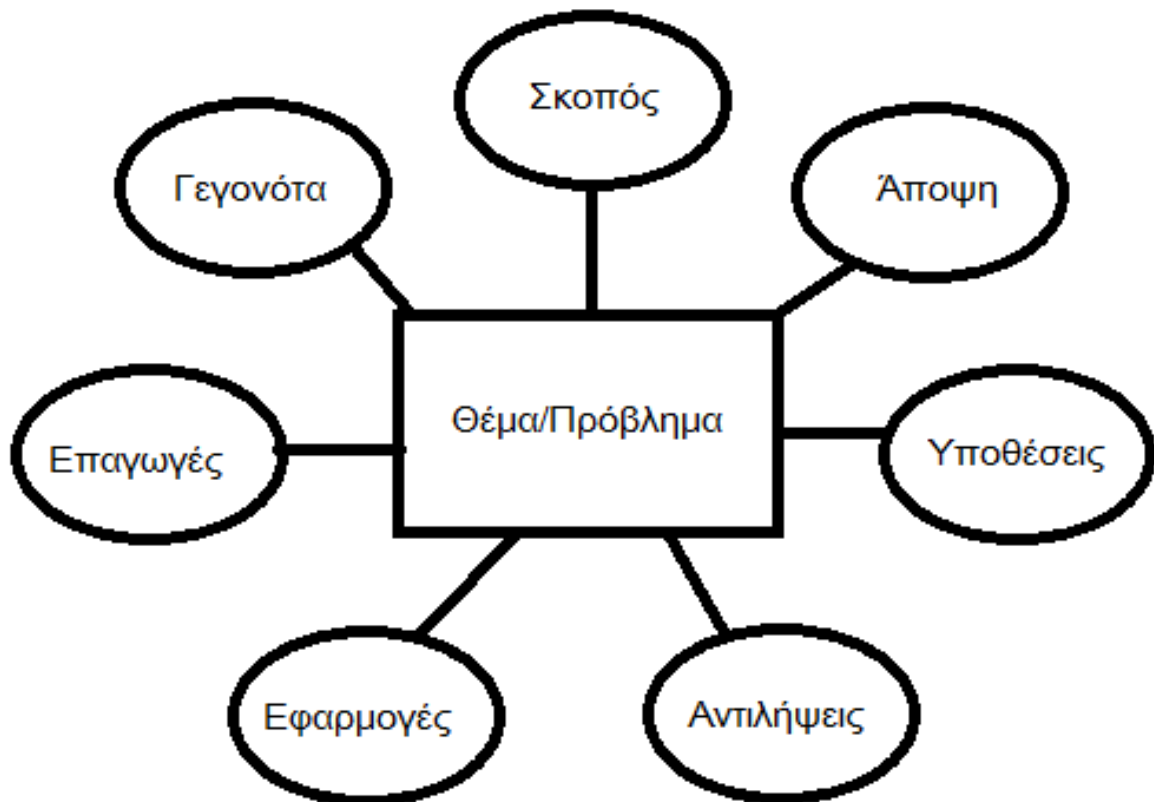 Σκοπός
Γεγονότα
Άποψη
Θέμα/Πρόβλημα
Επαγωγές
Υποθέσεις
Εφαρμογές
Αντιλήψεις